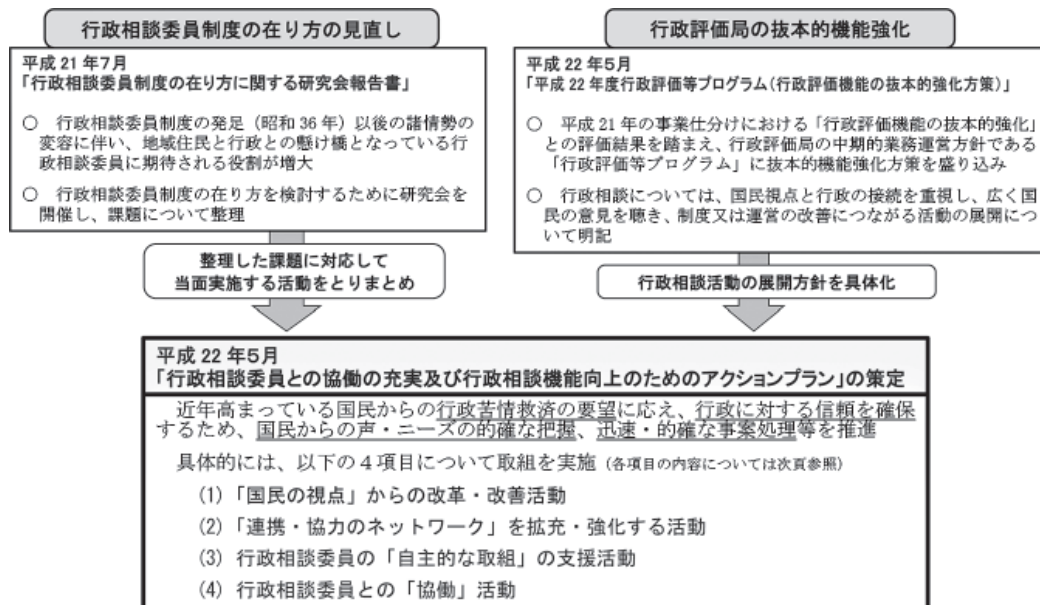 行政相談委員制度の在り方の見直し
平成 21 年7月
「行政相談委員制度の在り方に関する研究会報告書」
○　行政相談委員制度の発足（昭和 36 年）以後の諸情勢の
変容に伴い、地域住民と行政との懸け橋となっている行
政相談委員に期待される役割が増大
○　行政相談委員制度の在り方を検討するために研究会を
開催し、課題について整理
整理した課題に対応して
当面実施する活動をとりまとめ
行政評価局の抜本的機能強化
平成 22 年５月
「平成 22 年度行政評価等プログラム（行政評価機能の抜本的強化方策）」
○　平成 21 年の事業仕分けにおける「行政評価機能の抜本的強化」
との評価結果を踏まえ、行政評価局の中期的業務運営方針である
「行政評価等プログラム」に抜本的機能強化方策を盛り込み
○　行政相談については、国民視点と行政の接続を重視し、広く国
民の意見を聴き、制度又は運営の改善につながる活動の展開につ
いて明記
行政相談活動の展開方針を具体化
平成 22 年５月
「行政相談委員との協働の充実及び行政相談機能向上のためのアクションプラン」の策定
近年高まっている国民からの行政苦情救済の要望に応え、行政に対する信頼を確保
するため、国民からの声・ニーズの的確な把握、迅速・的確な事案処理等を推進
具体的には、以下の４項目について取組を実施（各項目の内容については次頁参照）
(1) 「国民の視点」からの改革・改善活動
(2) 「連携・協力のネットワーク」を拡充・強化する活動
(3) 行政相談委員の「自主的な取組」の支援活動
(4) 行政相談委員との「協働」活動